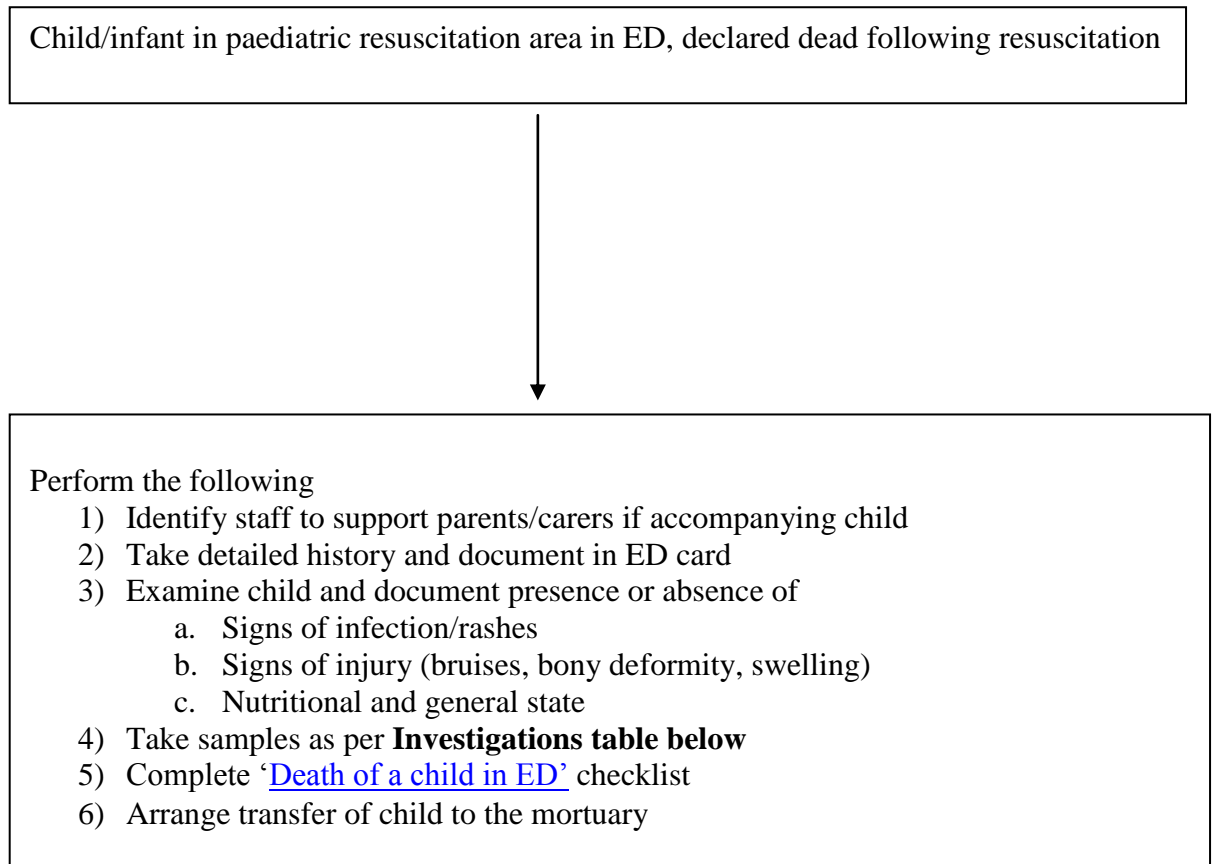 Child/infant in paediatric resuscitation area in ED, declared dead following resuscitation
Perform the following
1) Identify staff to support parents/carers if accompanying child
2) Take detailed history and document in ED card
3) Examine child and document presence or absence of
a. Signs of infection/rashes
b. Signs of injury (bruises, bony deformity, swelling)
c. Nutritional and general state
4) Take samples as per Investigations table below
5) Complete ‘Death of a child in ED’ checklist
6) Arrange transfer of child to the mortuary